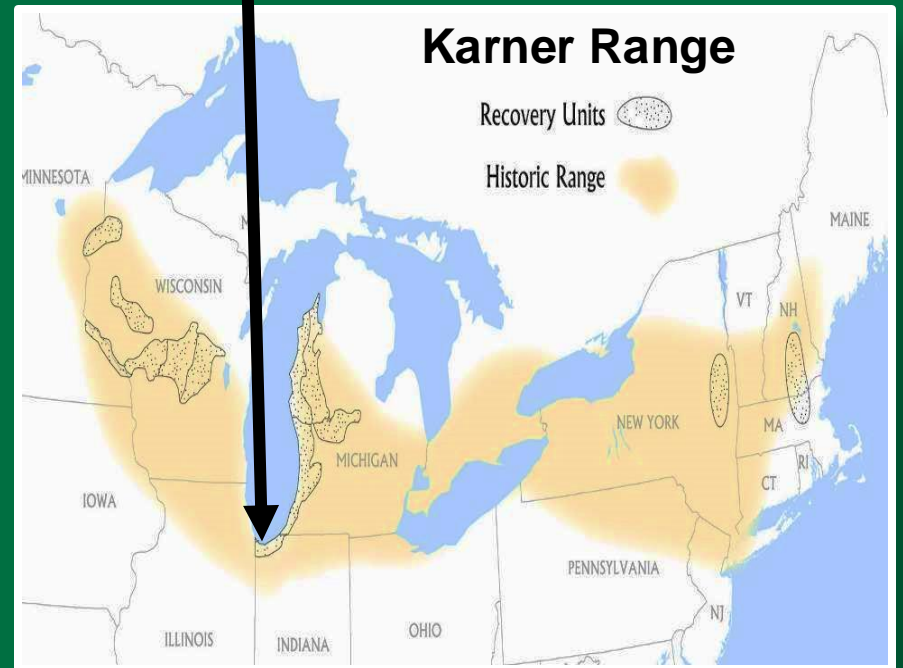 Karner Range
Recovery Units
Historic Range
MINNESOTA
MAINE
WISCONSIN
VT
NH
NEW YORK
MA
MICHIGAN
RI
CT
IOWA
PENNSYLVANIA
NJ
OHIO
ILLINOIS
INDIANA